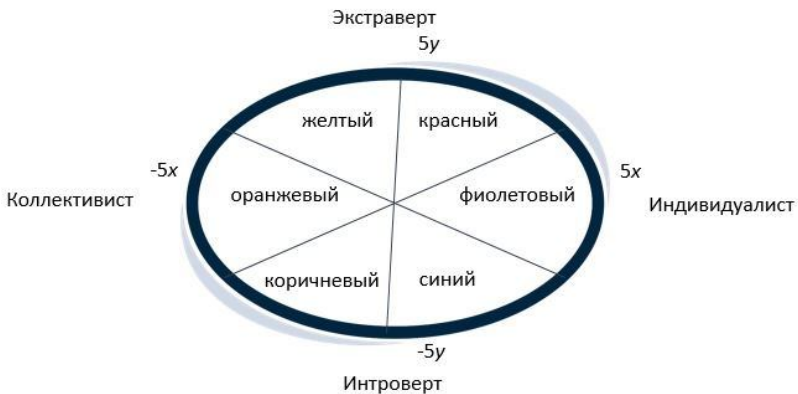 Экстраверт
5y
желтый
красный
-5x
5x
Коллективист
оранжевый
фиолетовый
Индивидуалист
коричневый
синий
-5y
Интроверт